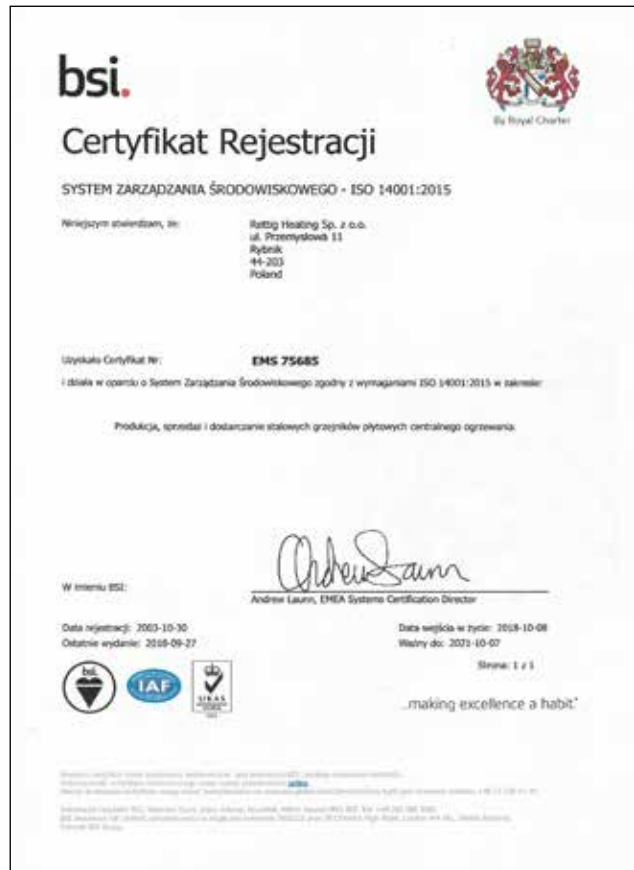 bsi.
By Royal Charter
Certyfikat Rejestracji
SYSTEM ZARZĄDZANIA ŚRODOWISKOWEGO - ISO 14001:2015
Niniejszym stwierdzam, że:
Rettig Heating Sp. z o.o.
ul. Przemysłowa 11
Rybnik
44-203
Poland
Uzyskało Certyfikat Nr:
EMS 75685
i działa w oparciu o System Zarządzania Środowiskowego zgodny z wymaganiami ISO 14001:2015 w zakresie:
Produkcja, sprzedaż i dostarczanie stalowych grzejników płytowych centralnego ogrzewania.
W imieniu BSI:
Andrew Launn, EMEA Systems Certification Director
Data rejestracji: 2003-10-30
Data wejścia w życie: 2018-10-08
Ostatnie wydanie: 2018-09-27
Ważny do: 2021-10-07
Strona: 1 z 1
bsi.
IAF
UKAS
...making excellence a habit.